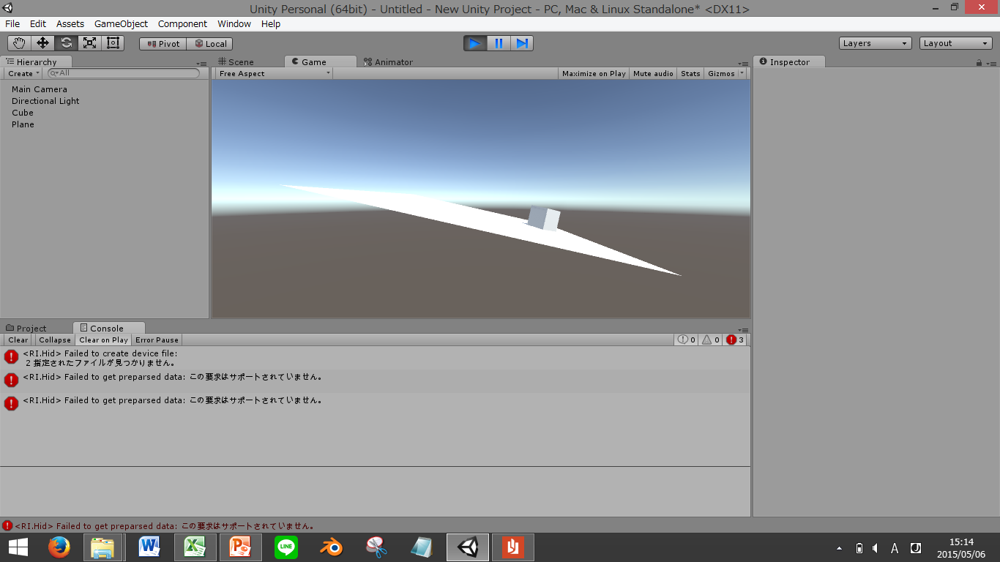 Unity Personal (64bit) - Untitled - New Unity Project - PC, Mac & Linux Standalone* <DX11>
File Edit Assets GameObject Component Window Help
Pivot Local Layers Layout
Hierarchy Scene Game Animator Inspector
Create All Free Aspect Maximize on Play Mute audio Stats Gizmos
Main Camera
Directional Light
Cube
Plane
Project Console
Clear Collapse Clear on Play Error Pause 0 0 3
<RI.Hid> Failed to create device file:
2 指定されたファイルが見つかりません。
<RI.Hid> Failed to get preparsed data: この要求はサポートされていません。
<RI.Hid> Failed to get preparsed data: この要求はサポートされていません。
<RI.Hid> Failed to get preparsed data: この要求はサポートされていません。
LINE
A J
15:14
2015/05/06